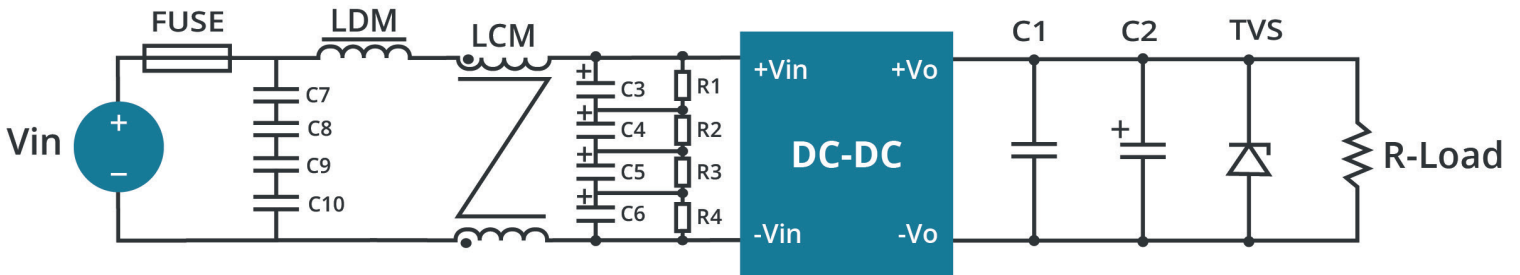 FUSE
LDM
LCM
C1
C2
TVS
+
+Vin
+Vo
C3
R1
C7
+
+
C4
R2
C8
+
Vin
DC-DC
R-Load
+
C5
R3
C9
−
+
C6
R4
C10
-Vin
-Vo